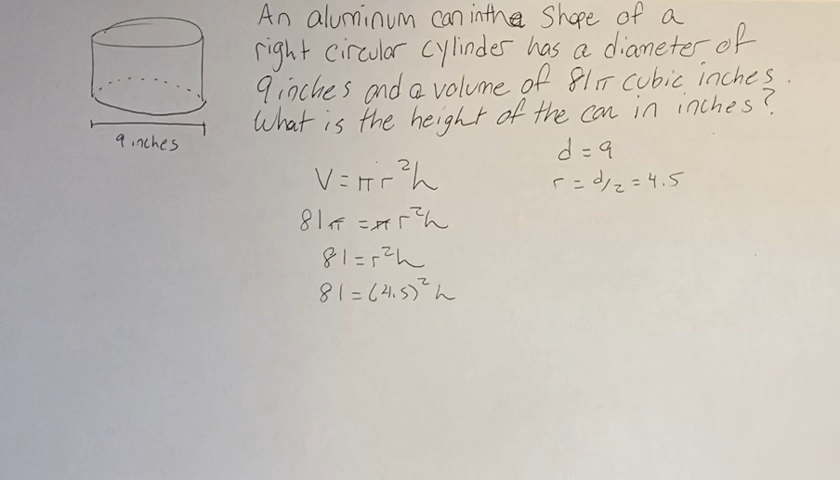 An aluminum can in the Shape of a
right circular cylinder has a diameter of
9 inches and a volume of 81π cubic inches.
What is the height of the can in inches?
9 inches
d = 9
V = πr²h
r = d/2 = 4.5
81π = πr²h
81 = r²h
81 = (4.5)²h